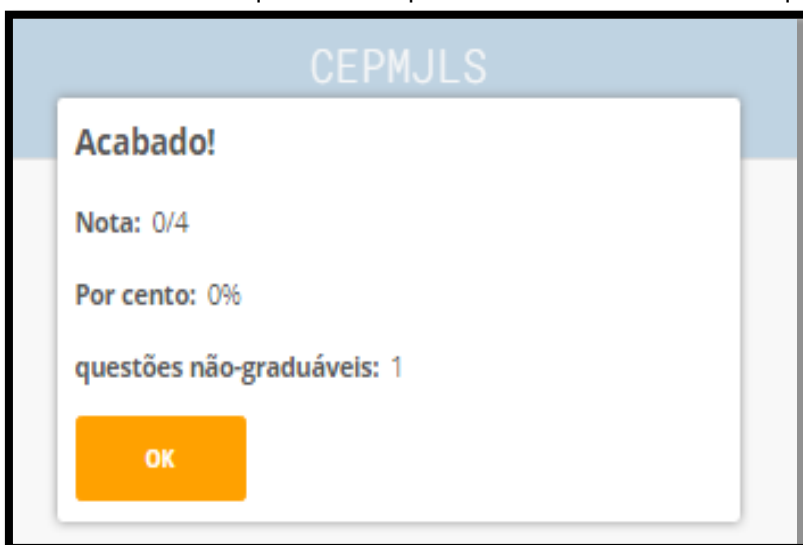 CEPMJLS
Acabado!
Nota: 0/4
Por cento: 0%
questões não-graduáveis: 1
OK